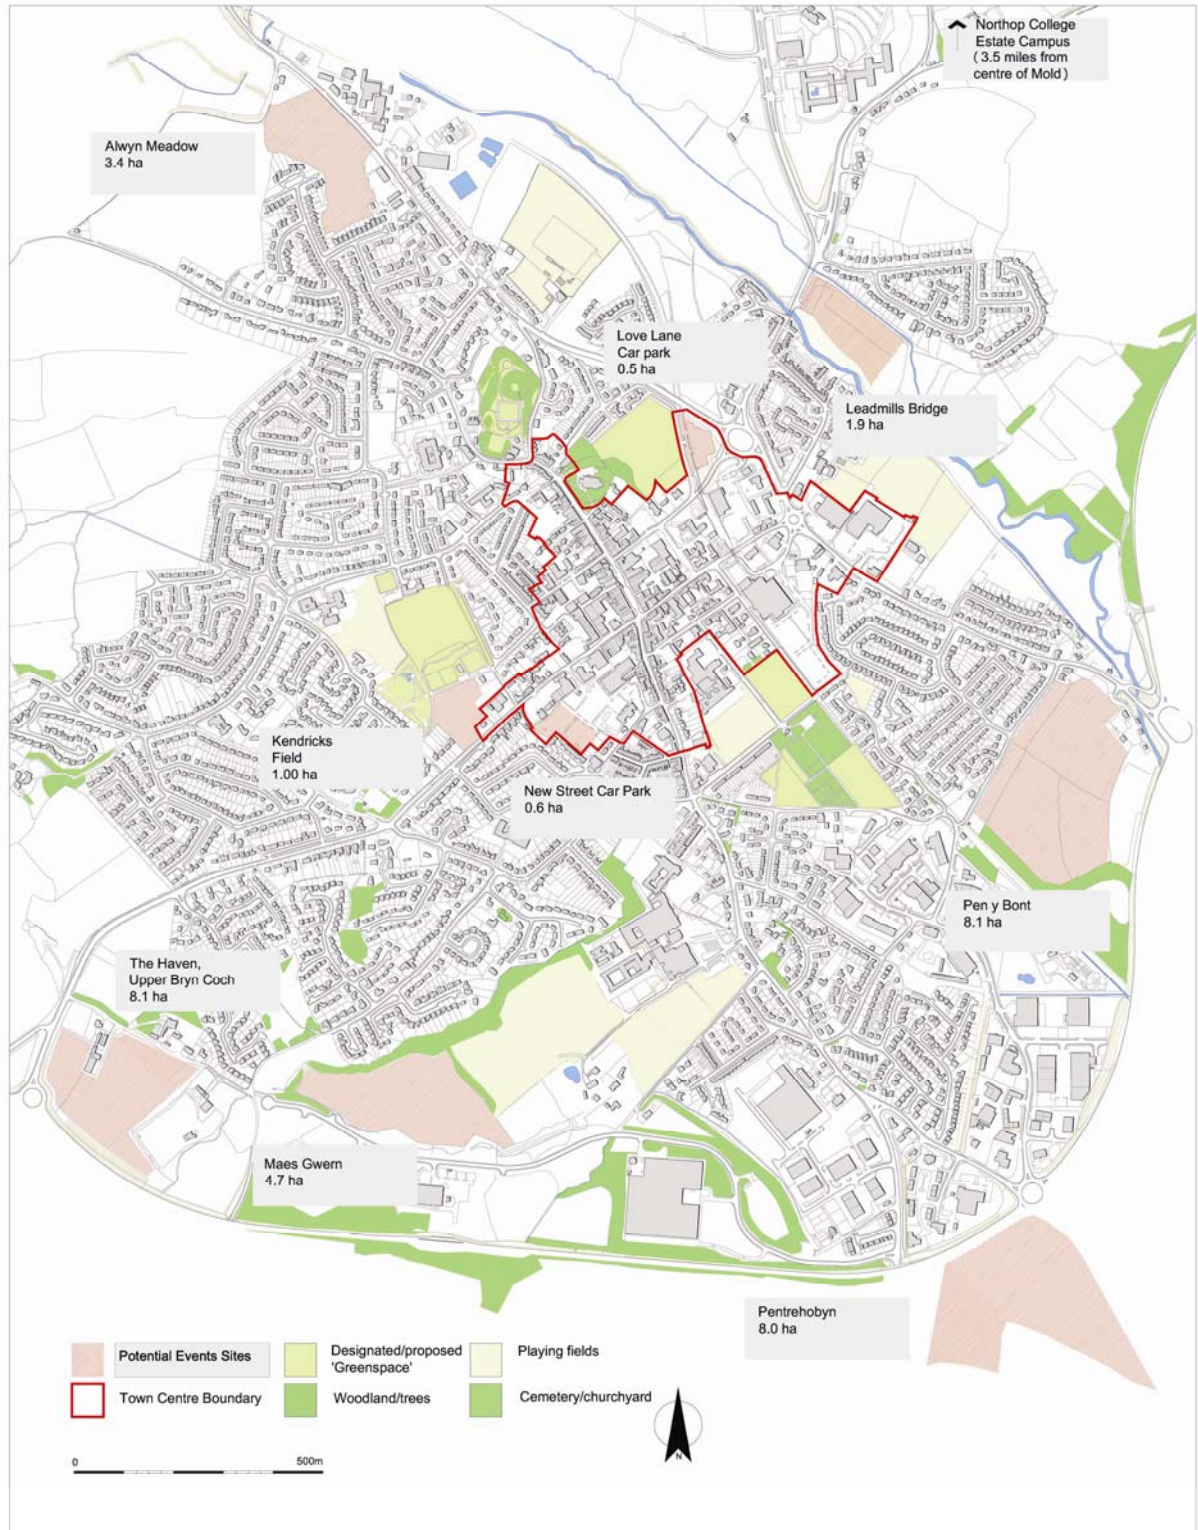 Northop College
Estate Campus
( 3.5 miles from
centre of Mold )
Alwyn Meadow
3.4 ha
Love Lane
Car park
0.5 ha
Leadmills Bridge
1.9 ha
Kendricks
Field
1.00 ha
New Street Car Park
0.6 ha
Pen y Bont
8.1 ha
The Haven,
Upper Bryn Coch
8.1 ha
Maes Gwern
4.7 ha
Pentrehobyn
8.0 ha
Potential Events Sites
Designated/proposed
'Greenspace'
Playing fields
Town Centre Boundary
Woodland/trees
Cemetery/churchyard
N
0 500m